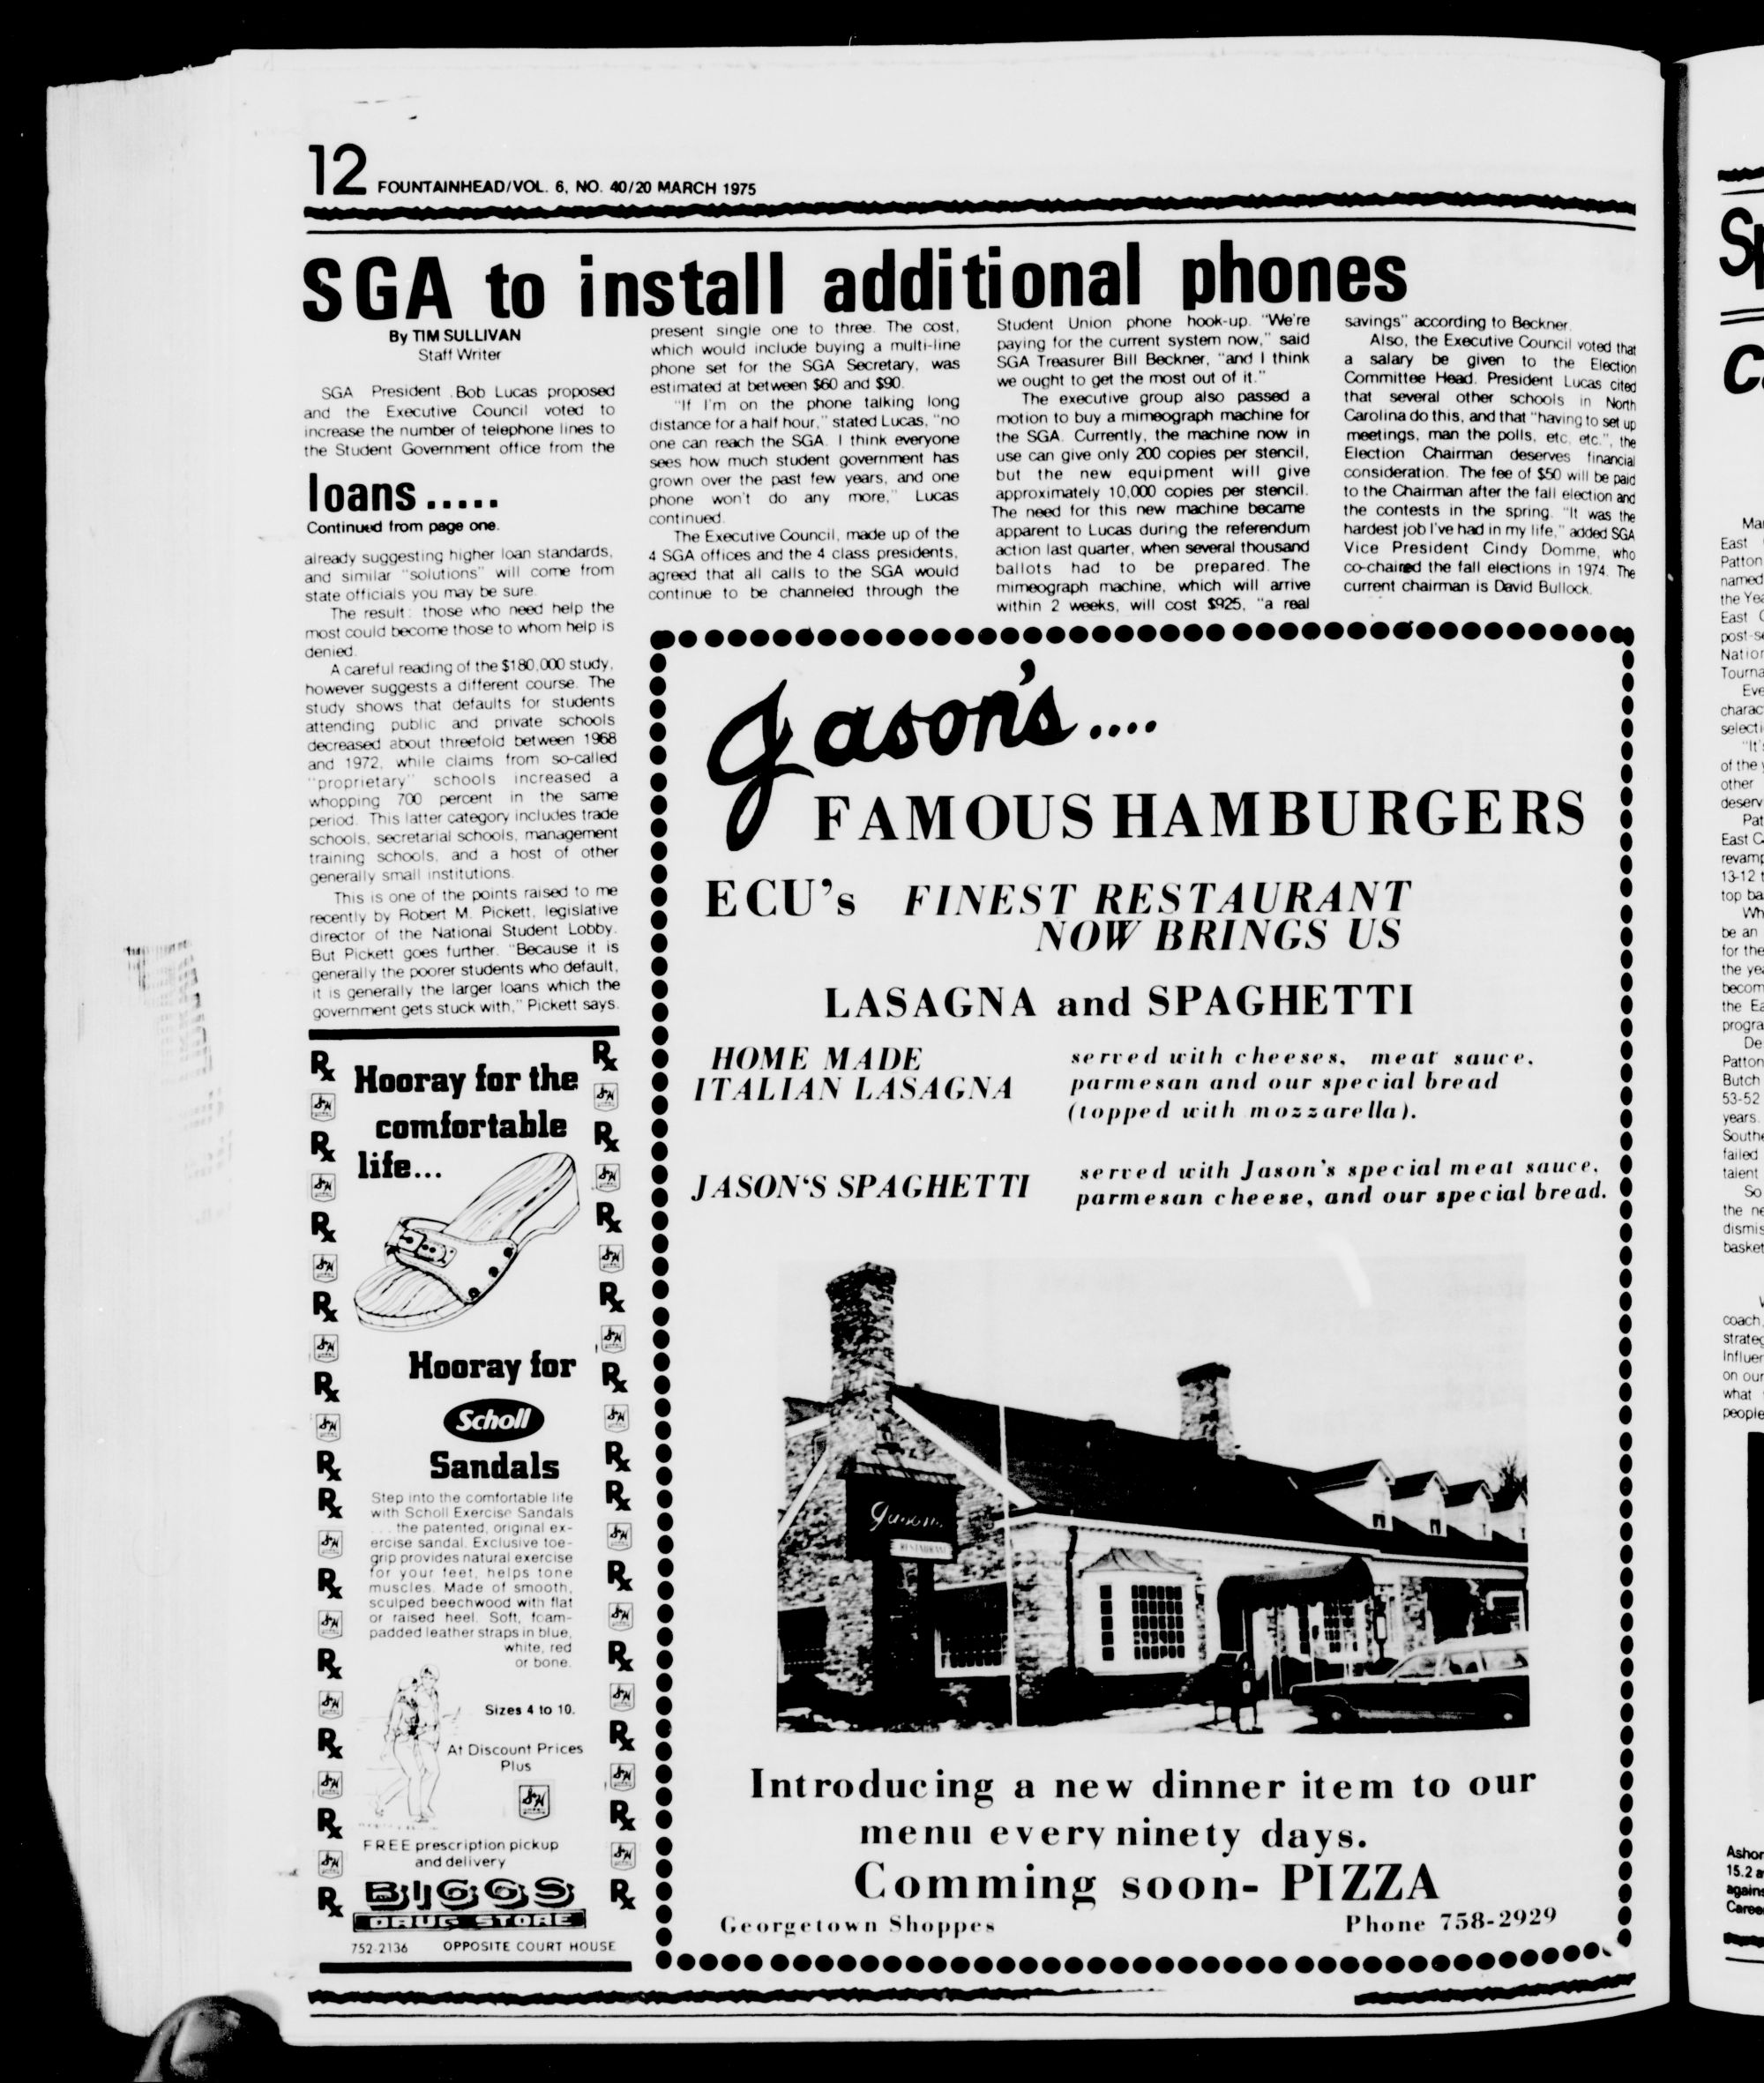 12 FOUNTAINHEAD/VOL. 6, NO. 40/20 MARCH 1975
SGA to install additional phones
By TIM SULLIVAN
Staff Writer
SGA President Bob Lucas proposed
and the Executive Council voted to
increase the number of telephone lines to
the Student Government office from the
present single one to three. The cost,
which would include buying a multi-line
phone set for the SGA Secretary, was
estimated at between $60 and $90.
"If I'm on the phone talking long
distance for a half hour," stated Lucas, "no
one can reach the SGA. I think everyone
sees how much student government has
grown over the past few years, and one
phone won't do any more," Lucas
continued.
The Executive Council, made up of the
4 SGA offices and the 4 class presidents,
agreed that all calls to the SGA would
continue to be channeled through the
Student Union phone hook-up. "We're
paying for the current system now," said
SGA Treasurer Bill Beckner, "and I think
we ought to get the most out of it."
The executive group also passed a
motion to buy a mimeograph machine for
the SGA. Currently, the machine now in
use can give only 200 copies per stencil,
but the new equipment will give
approximately 10,000 copies per stencil.
The need for this new machine became
apparent to Lucas during the referendum
action last quarter, when several thousand
ballots had to be prepared. The
mimeograph machine, which will arrive
within 2 weeks, will cost $925, "a real
savings" according to Beckner.
Also, the Executive Council voted that
a salary be given to the Election
Committee Head. President Lucas cited
that several other schools in North
Carolina do this, and that "having to set up
meetings, man the polls, etc. etc.", the
Election Chairman deserves financial
consideration. The fee of $50 will be paid
to the Chairman after the fall election and
the contests in the spring. "It was the
hardest job I've had in my life," added SGA
Vice President Cindy Domme, who
co-chaired the fall elections in 1974. The
current chairman is David Bullock.
loans.....
Continued from page one.
already suggesting higher loan standards,
and similar "solutions" will come from
state officials you may be sure.
The result: those who need help the
most could become those to whom help is
denied.
A careful reading of the $180,000 study,
however suggests a different course. The
study shows that defaults for students
attending public and private schools
decreased about threefold between 1968
and 1972, while claims from so-called
"proprietary" schools increased a
whopping 700 percent in the same
period. This latter category includes trade
schools, secretarial schools, management
training schools, and a host of other
generally small institutions.
This is one of the points raised to me
recently by Robert M. Pickett, legislative
director of the National Student Lobby.
But Pickett goes further. "Because it is
generally the poorer students who default,
it is generally the larger loans which the
government gets stuck with," Pickett says.
Hooray for the
comfortable
life...
Hooray for
Scholl
Sandals
Step into the comfortable life
with Scholl Exercise Sandals
... the patented, original ex-
ercise sandal. Exclusive toe-
grip provides natural exercise
for your feet, helps tone
muscles. Made of smooth,
sculped beechwood with flat
or raised heel. Soft, foam-
padded leather straps in blue,
white, red
or bone.
Sizes 4 to 10.
At Discount Prices
Plus
S&H
FREE prescription pickup
and delivery
BIGGS
DRUG STORE
752-2136 OPPOSITE COURT HOUSE
Jason's....
FAMOUS HAMBURGERS
ECU's FINEST RESTAURANT
NOW BRINGS US
LASAGNA and SPAGHETTI
HOME MADE
ITALIAN LASAGNA
served with cheeses, meat sauce,
parmesan and our special bread
(topped with mozzarella).
JASON'S SPAGHETTI
served with Jason's special meat sauce,
parmesan cheese, and our special bread.
Jason's
RESTAURANT
Introducing a new dinner item to our
menu every ninety days.
Comming soon- PIZZA
Georgetown Shoppes Phone 758-2929